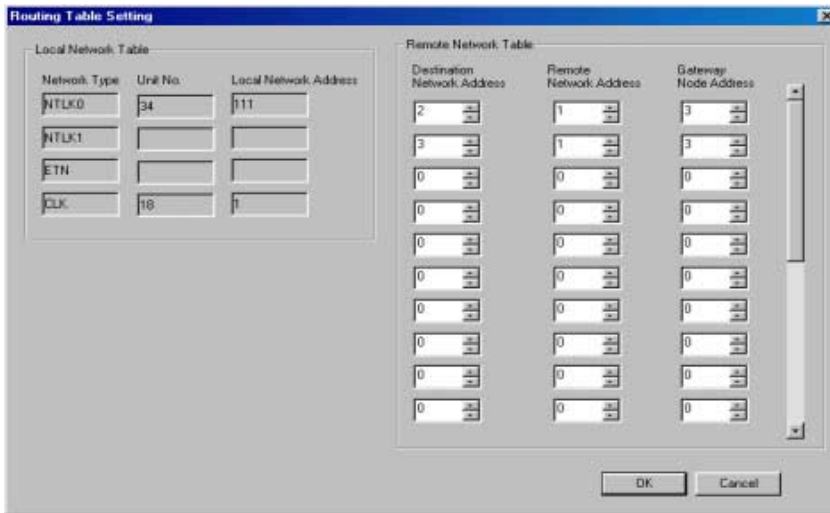 Routing Table Setting
Local Network Table
Network Type Unit No. Local Network Address
NTLK0 34 111
NTLK1
ETN
CLK 18 1
Remote Network Table
Destination Network Address Remote Network Address Gateway Node Address
2 1 3
3 1 3
0 0 0
0 0 0
0 0 0
0 0 0
0 0 0
0 0 0
0 0 0
0 0 0
OK Cancel